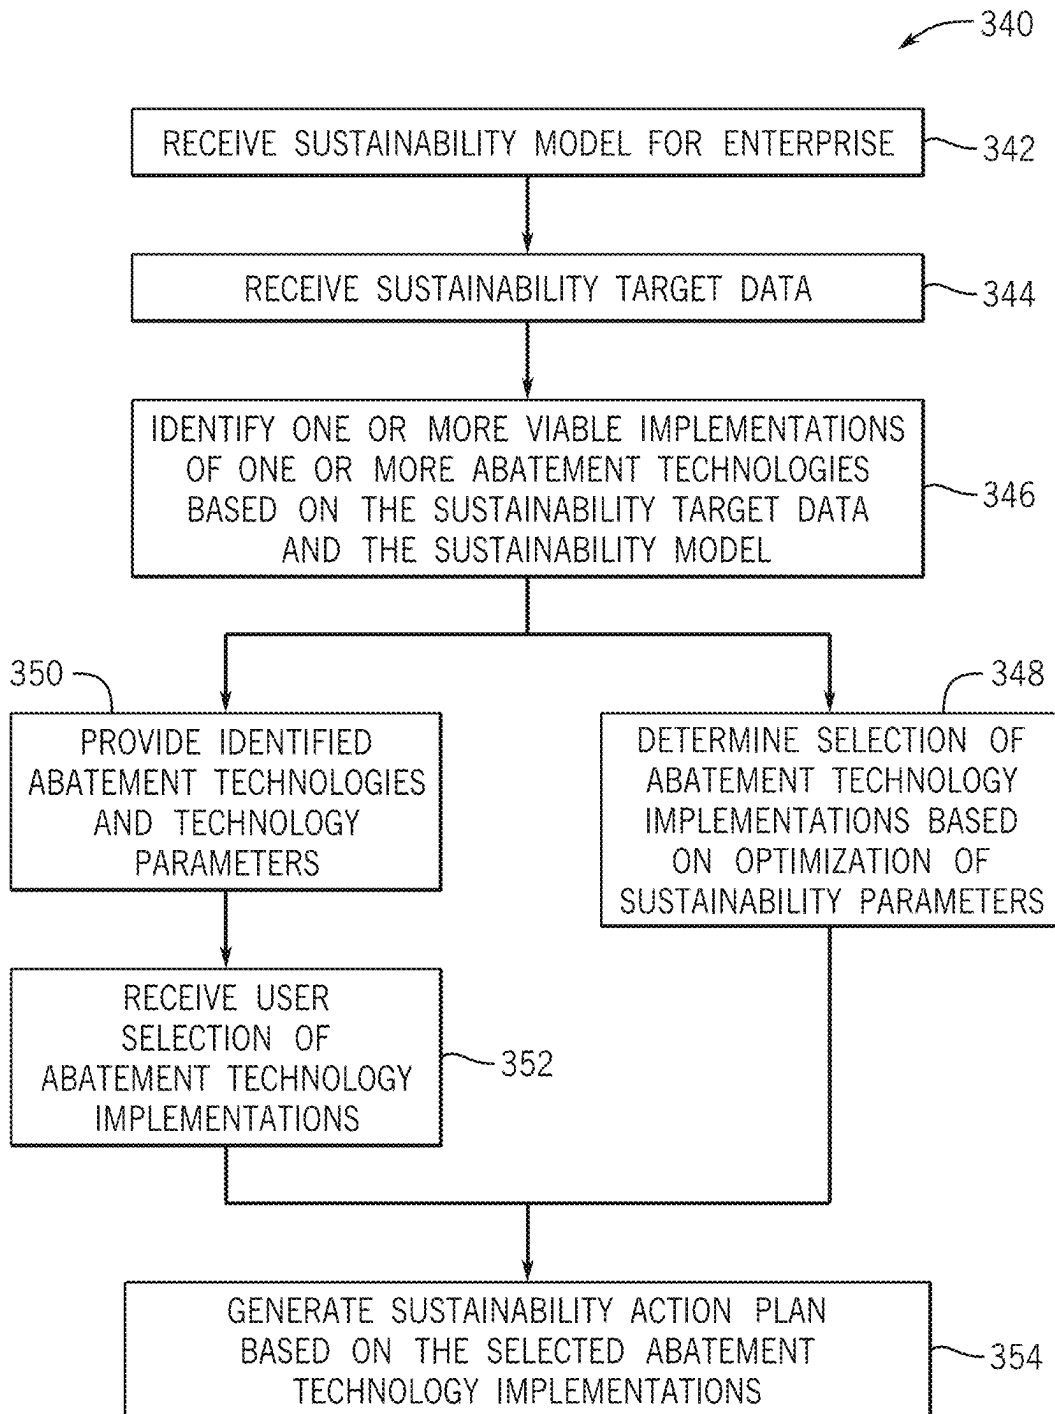 340
RECEIVE SUSTAINABILITY MODEL FOR ENTERPRISE
342
RECEIVE SUSTAINABILITY TARGET DATA
344
IDENTIFY ONE OR MORE VIABLE IMPLEMENTATIONS
OF ONE OR MORE ABATEMENT TECHNOLOGIES
BASED ON THE SUSTAINABILITY TARGET DATA
AND THE SUSTAINABILITY MODEL
346
350
PROVIDE IDENTIFIED
ABATEMENT TECHNOLOGIES
AND TECHNOLOGY
PARAMETERS
348
DETERMINE SELECTION OF
ABATEMENT TECHNOLOGY
IMPLEMENTATIONS BASED
ON OPTIMIZATION OF
SUSTAINABILITY PARAMETERS
RECEIVE USER
SELECTION OF
ABATEMENT TECHNOLOGY
IMPLEMENTATIONS
352
GENERATE SUSTAINABILITY ACTION PLAN
BASED ON THE SELECTED ABATEMENT
TECHNOLOGY IMPLEMENTATIONS
354